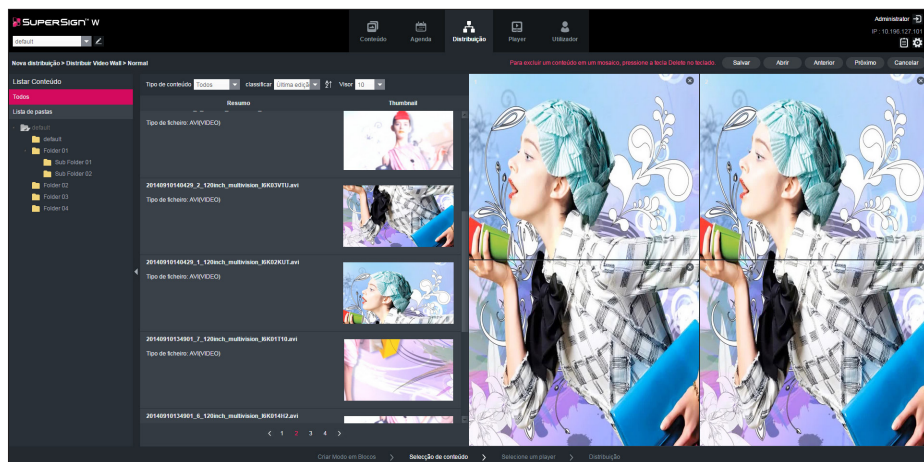 SUPERSIGN™ W
default
Conteúdo
Agenda
Distribuição
Player
Utilizador
Administrator
IP : 10.196.127.101
Nova distribuição > Distribuir Video Wall > Normal
Para excluir um conteúdo em um mosaico, pressione a tecla Delete no teclado.
Salvar
Abrir
Anterior
Próximo
Cancelar
Listar Conteúdo
Todos
Lista de pastas
default
default
Folder 01
Sub Folder 01
Sub Folder 02
Folder 02
Folder 03
Folder 04
Tipo de conteúdo Todos classificar Última ediçã Visor 10
Resumo Thumbnail
Tipo de ficheiro: AVI(VIDEO)
20140910140429_2_120inch_multivision_I6K03VTU.avi
Tipo de ficheiro: AVI(VIDEO)
20140910140429_1_120inch_multivision_I6K02KUT.avi
Tipo de ficheiro: AVI(VIDEO)
20140910134901_7_120inch_multivision_I6K01T10.avi
Tipo de ficheiro: AVI(VIDEO)
20140910134901_6_120inch_multivision_I6K014H2.avi
< 1 2 3 4 >
Criar Modo em Blocos > Selecção de conteúdo > Selecione um player > Distribuição